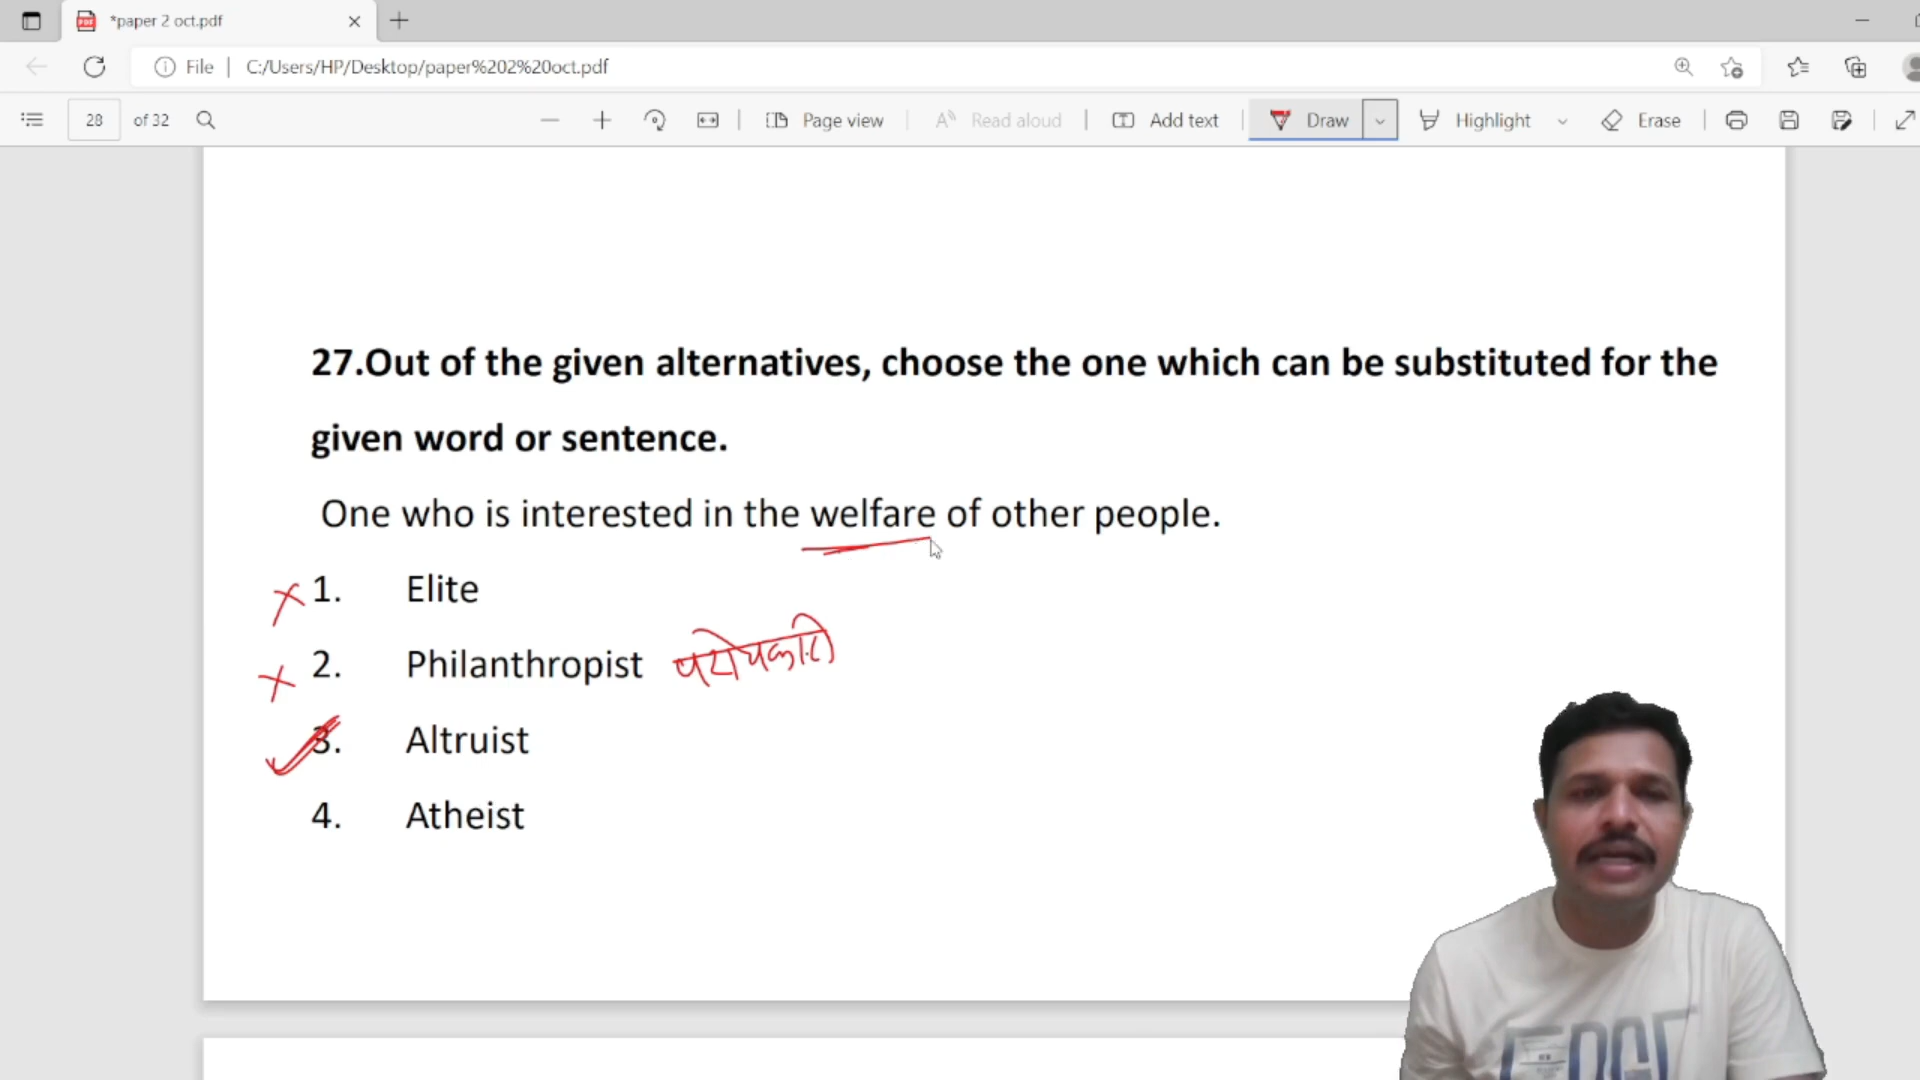 *paper 2 oct.pdf
File | C:/Users/HP/Desktop/paper%202%20oct.pdf
28 of 32 Page view Read aloud Add text Draw Highlight Erase
27.Out of the given alternatives, choose the one which can be substituted for the
given word or sentence.
One who is interested in the welfare of other people.
1. Elite
2. Philanthropist परोपकारी
3. Altruist
4. Atheist